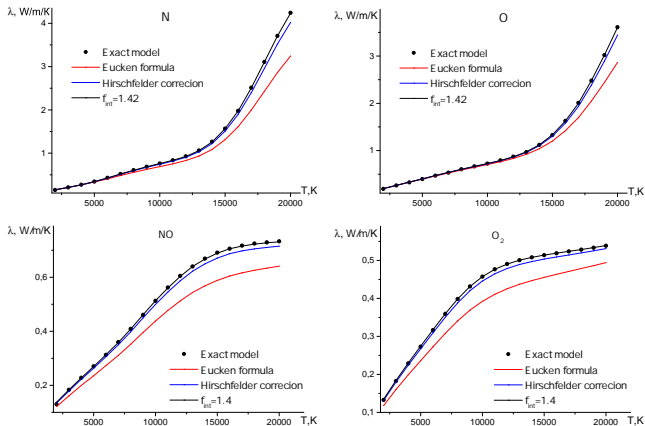 λ, W/m/K
N
4
3
2
1
Exact model
Eucken formula
Hirschfelder correcion
f_int=1.42
5000 10000 15000 20000
T,K
λ, W/m/K
O
3
2
1
Exact model
Eucken formula
Hirschfelder correcion
f_int=1.42
5000 10000 15000 20000
T,K
λ, W/m/K
NO
0,6
0,4
0,2
Exact model
Eucken formula
Hirschfelder correcion
f_int=1.4
5000 10000 15000 20000
T,K
λ, W/m/K
O₂
0,5
0,4
0,3
0,2
0,1
Exact model
Eucken formula
Hirschfelder correcion
f_int=1.4
5000 10000 15000 20000
T,K